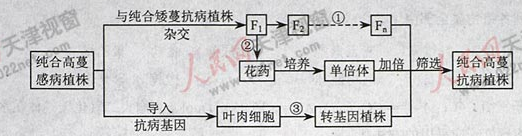 与纯合矮蔓抗病植株
杂交
F₁
F₂
①
Fₙ
②
纯合高蔓
感病植株
花药
培养
单倍体
加倍
筛选
纯合高蔓
抗病植株
导入
抗病基因
叶肉细胞
③
转基因植株